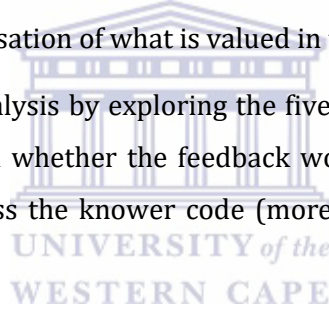 sation of what is valued in
alysis by exploring the five
whether the feedback wo
ss the knower code (more
UNIVERSITY of the
WESTERN CAPE